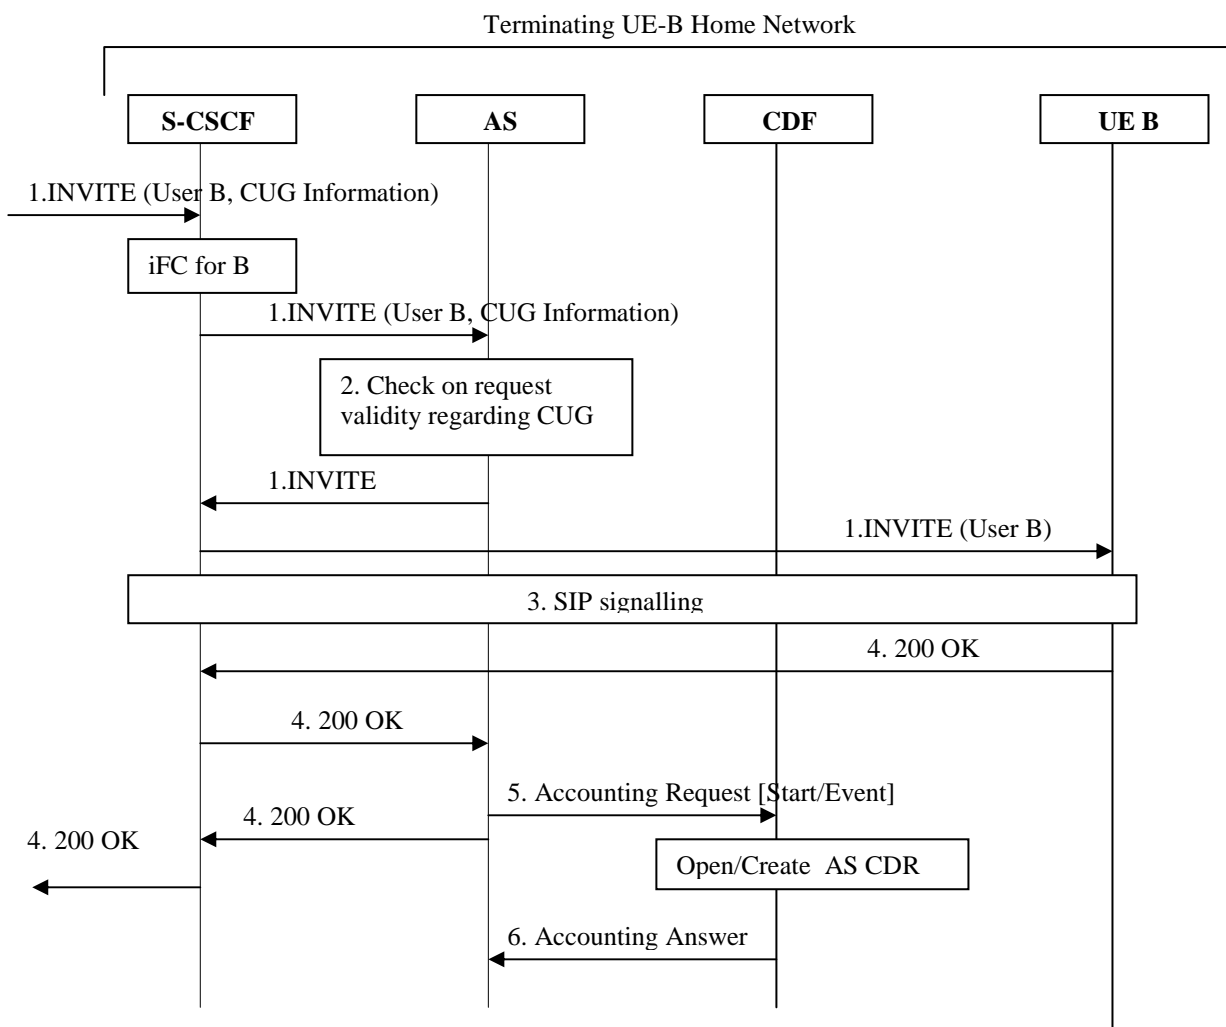 Terminating UE-B Home Network
S-CSCF
AS
CDF
UE B
1.INVITE (User B, CUG Information)
iFC for B
1.INVITE (User B, CUG Information)
2. Check on request
validity regarding CUG
1.INVITE
1.INVITE (User B)
3. SIP signalling
4. 200 OK
4. 200 OK
5. Accounting Request [Start/Event]
4. 200 OK
4. 200 OK
Open/Create AS CDR
6. Accounting Answer